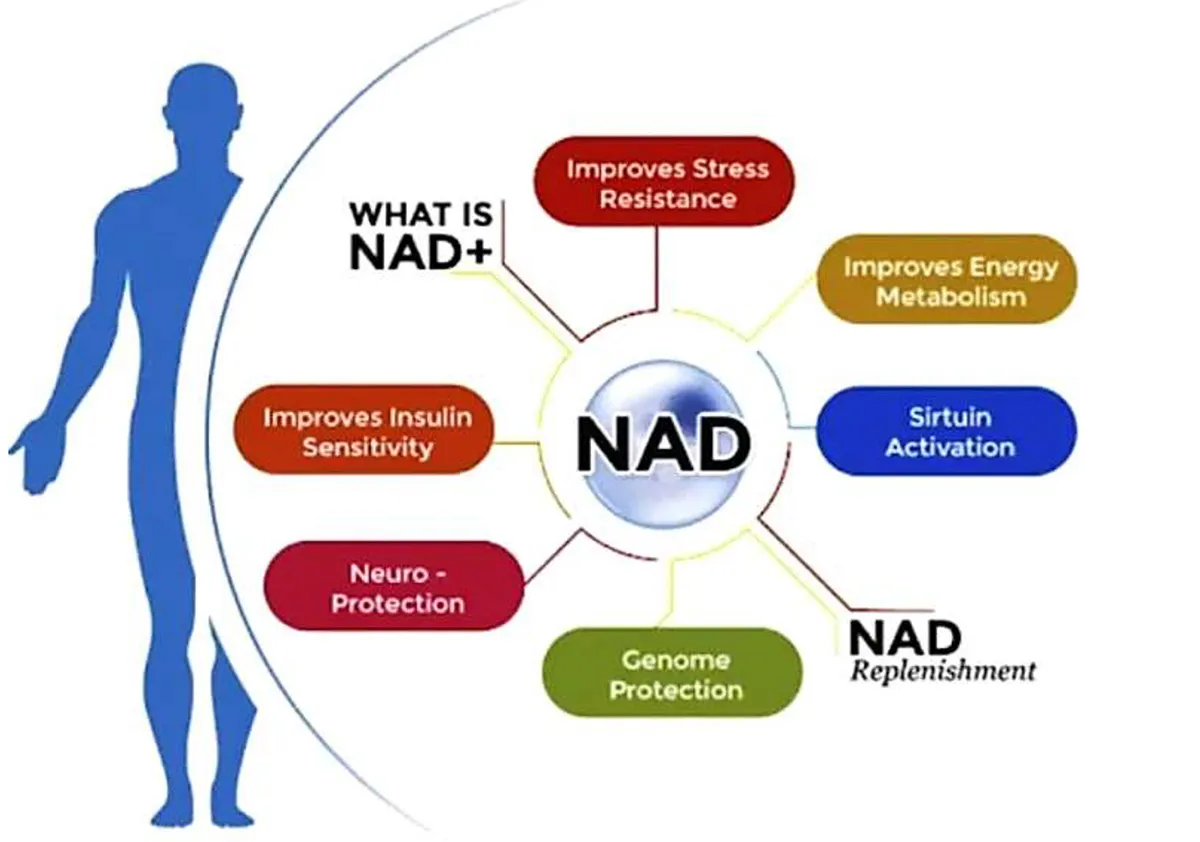 Improves Stress
Resistance
WHAT IS
NAD+
Improves Energy
Metabolism
Improves Insulin
Sensitivity
NAD
Sirtuin
Activation
Neuro -
Protection
Genome
Protection
NAD
Replenishment